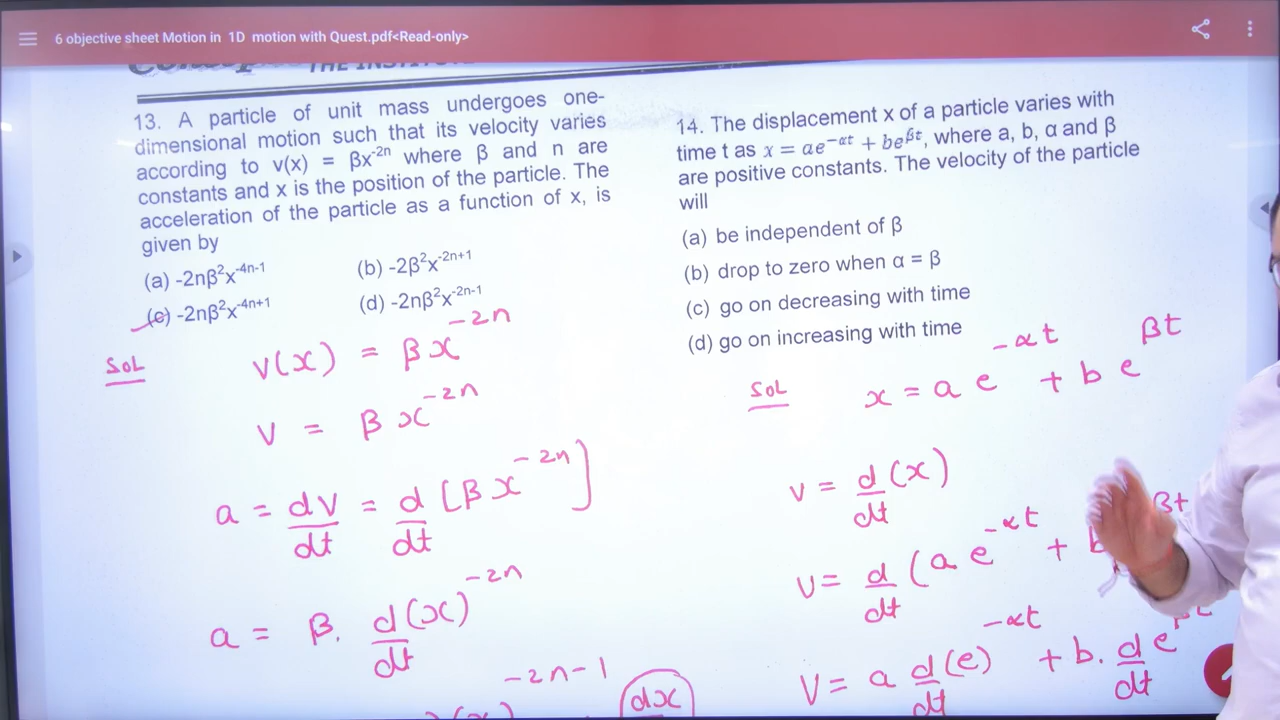 6 objective sheet Motion in 1D motion with Quest.pdf<Read-only>
13. A particle of unit mass undergoes one-
dimensional motion such that its velocity varies
according to v(x) = βx⁻²ⁿ where β and n are
constants and x is the position of the particle. The
acceleration of the particle as a function of x, is
given by
(a) -2nβ²x⁻⁴ⁿ⁻¹
(b) -2β²x⁻²ⁿ⁺¹
(c) -2nβ²x⁻⁴ⁿ⁺¹
(d) -2nβ²x⁻²ⁿ⁻¹
SOL
v(x) = βx⁻²ⁿ
v = βx⁻²ⁿ
a = dv/dt = d/dt [βx⁻²ⁿ]
a = β. d(x)⁻²ⁿ/dt
-2n-1
dx
14. The displacement x of a particle varies with
time t as x = ae^{-αt} + be^{βt}, where a, b, α and β
are positive constants. The velocity of the particle
will
(a) be independent of β
(b) drop to zero when α = β
(c) go on decreasing with time
(d) go on increasing with time
SOL
x = a e^{-αt} + b e^{βt}
v = d/dt (x)
v = d/dt (a e^{-αt} + b βt
v = a d/dt (e)^{-αt} + b. d/dt e^{βt}